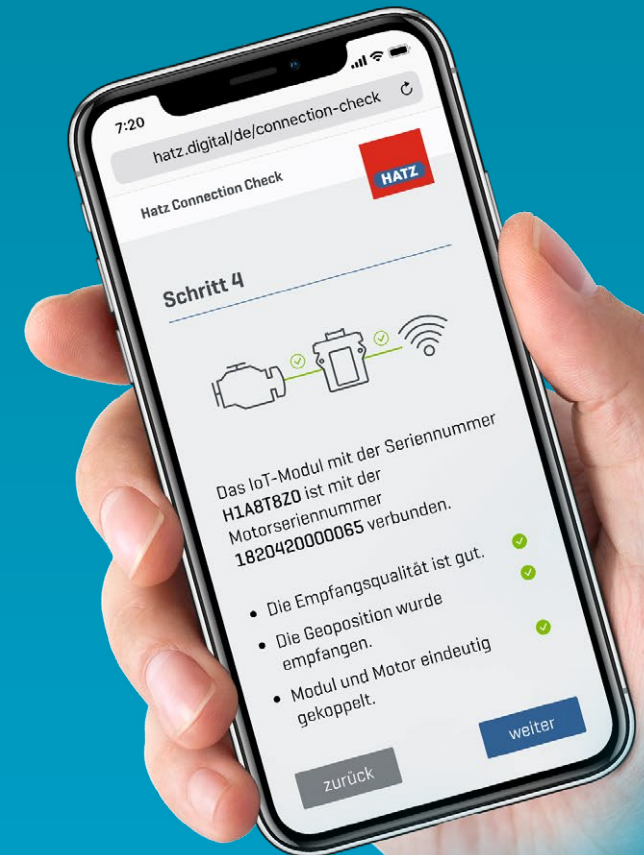 7:20
hatz.digital/de/connection-check
Hatz Connection Check
HATZ
Schritt 4
Das IoT-Modul mit der Seriennummer
H1A8T8Z0 ist mit der
Motorseriennummer
1820420000065 verbunden.
• Die Empfangsqualität ist gut.
• Die Geoposition wurde
empfangen.
• Modul und Motor eindeutig
gekoppelt.
zurück
weiter